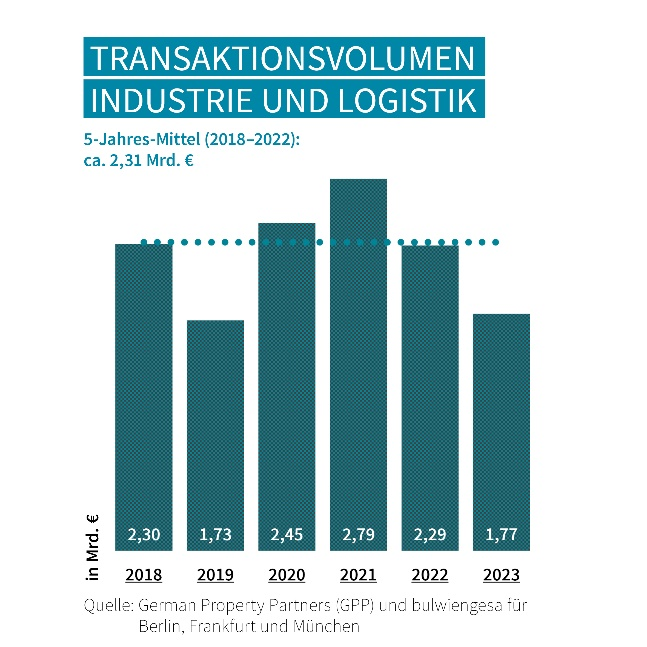 TRANSAKTIONSVOLUMEN
INDUSTRIE UND LOGISTIK
5-Jahres-Mittel (2018–2022):
ca. 2,31 Mrd. €
in Mrd. €
2,30 1,73 2,45 2,79 2,29 1,77
2018 2019 2020 2021 2022 2023
Quelle: German Property Partners (GPP) und bulwiengesa für
Berlin, Frankfurt und München